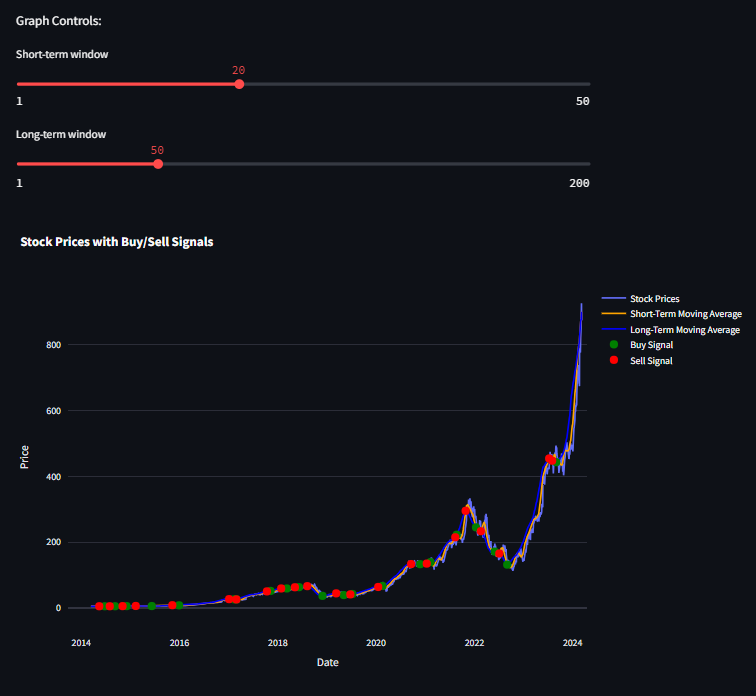 Graph Controls:
Short-term window
20
1 50
Long-term window
50
1 200
Stock Prices with Buy/Sell Signals
Stock Prices
Short-Term Moving Average
Long-Term Moving Average
Buy Signal
Sell Signal
800
600
400
200
0
Price
2014 2016 2018 2020 2022 2024
Date